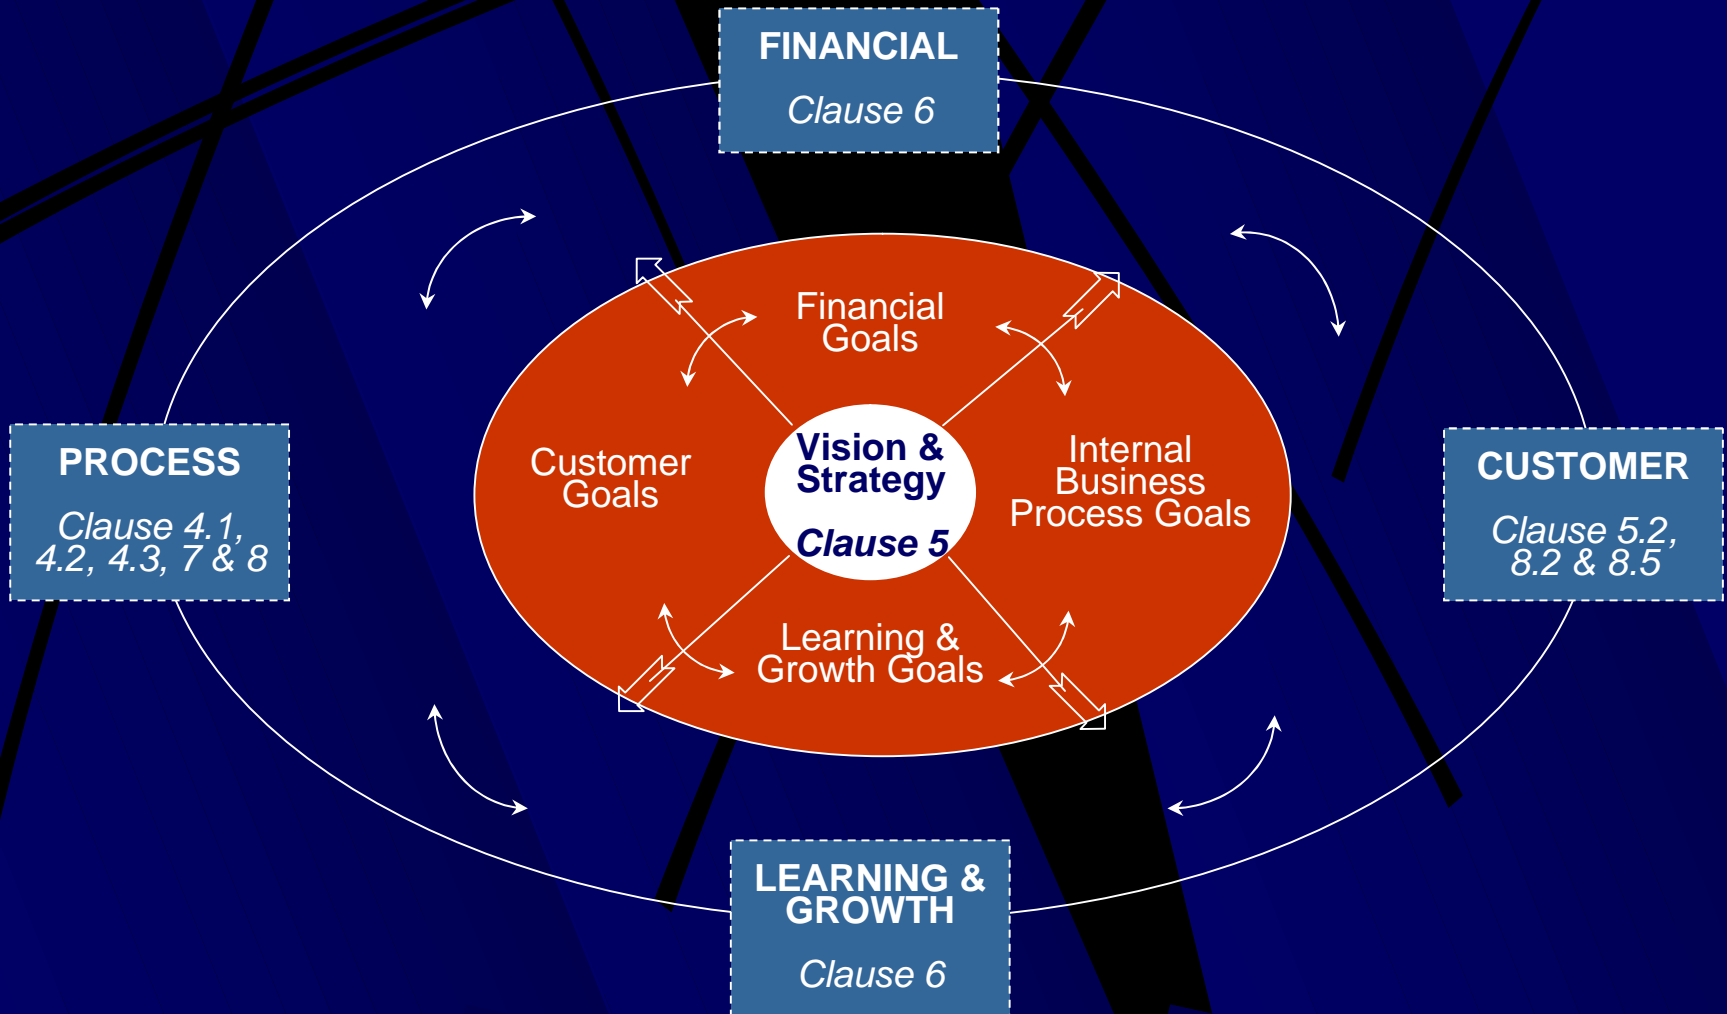 FINANCIAL
Clause 6
Financial
Goals
PROCESS
Clause 4.1,
4.2, 4.3, 7 & 8
Customer
Goals
Vision &
Strategy
Clause 5
Internal
Business
Process Goals
CUSTOMER
Clause 5.2,
8.2 & 8.5
Learning &
Growth Goals
LEARNING &
GROWTH
Clause 6